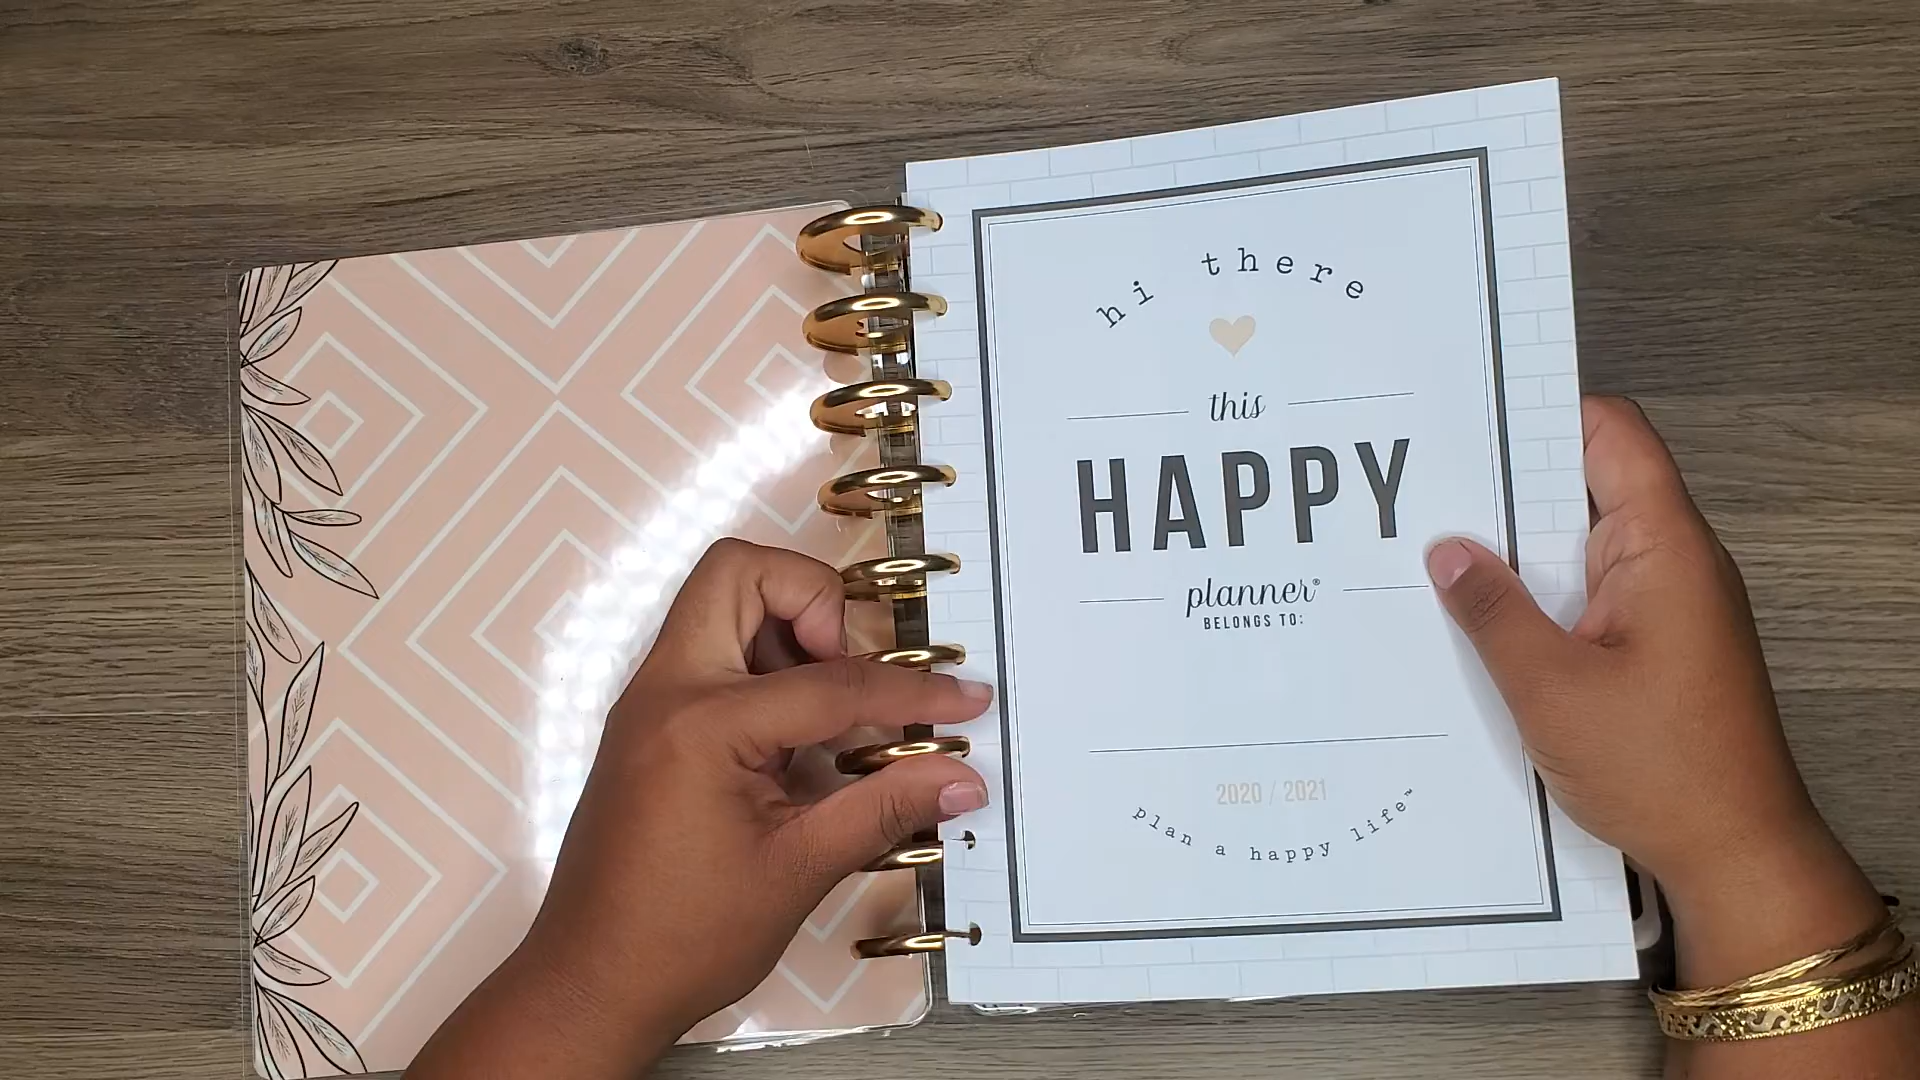 hi there
this
HAPPY
planner®
BELONGS TO:
2020 / 2021
plan a happy life™